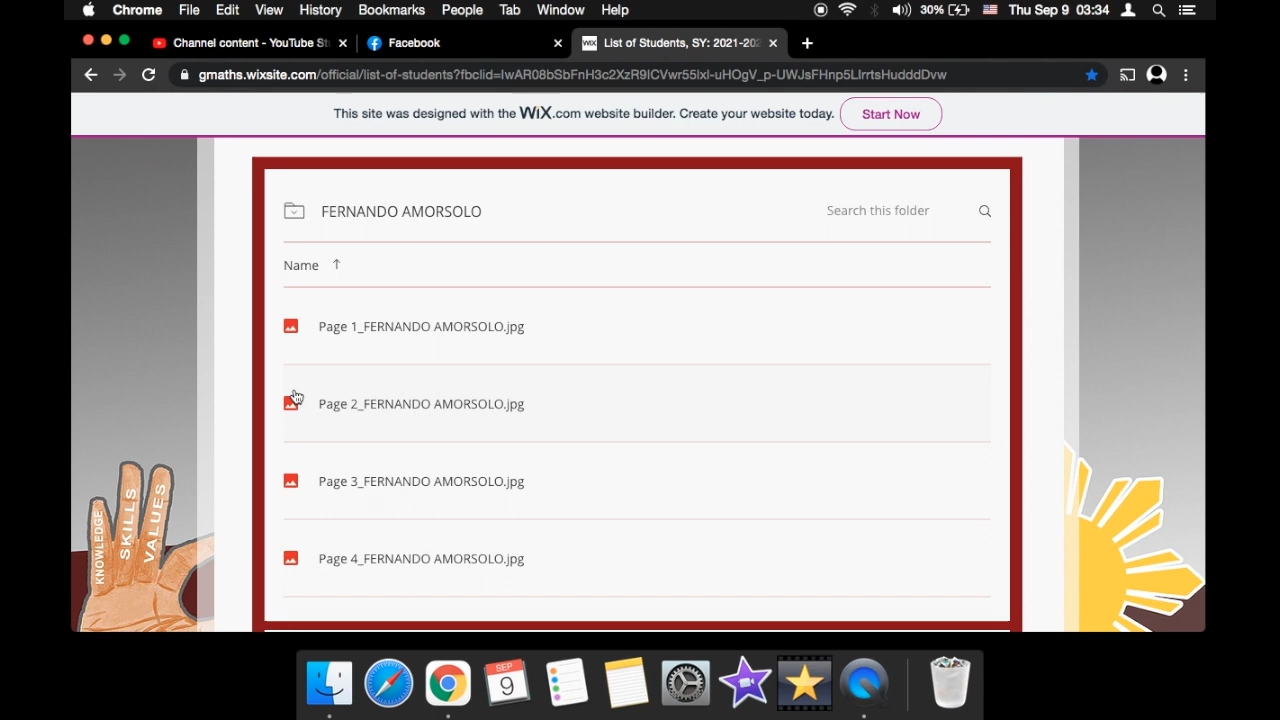 Chrome File Edit View History Bookmarks People Tab Window Help 30% Thu Sep 9 03:34
Channel content - YouTube St Facebook WiX List of Students, SY: 2021-202
gmaths.wixsite.com/official/list-of-students?fbclid=IwAR08bSbFnH3c2XzR9ICVwr55lxl-uHOgV_p-UWJsFHnp5LIrrtsHudddDvw
This site was designed with the WiX.com website builder. Create your website today. Start Now
FERNANDO AMORSOLO Search this folder
Name
Page 1_FERNANDO AMORSOLO.jpg
Page 2_FERNANDO AMORSOLO.jpg
Page 3_FERNANDO AMORSOLO.jpg
Page 4_FERNANDO AMORSOLO.jpg
KNOWLEDGE
SKILLS
VALUES
SEP
9